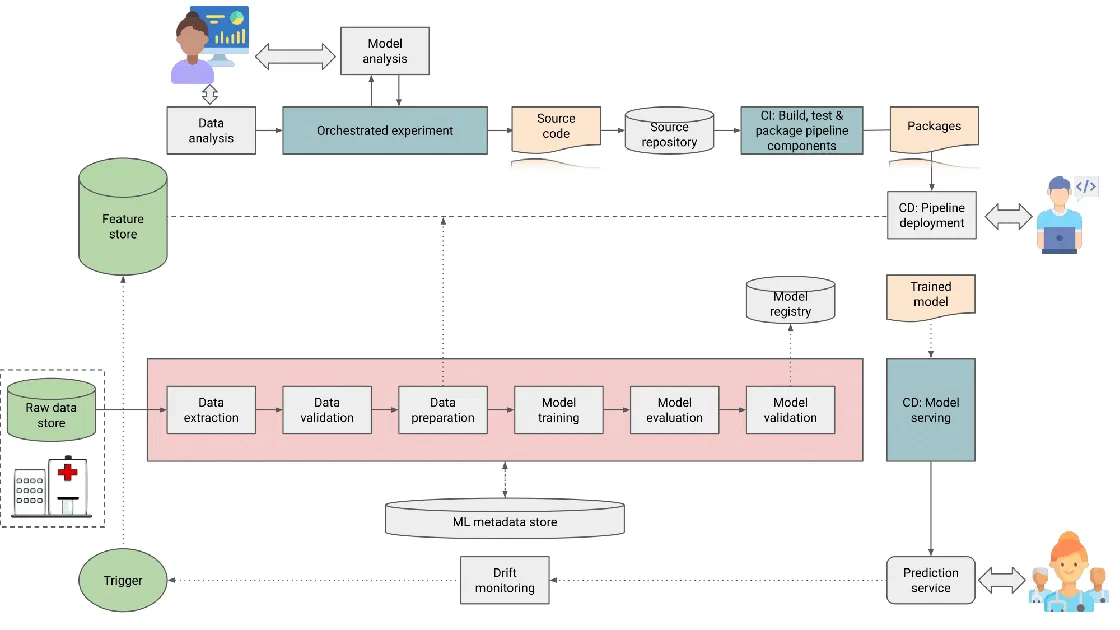 Model
analysis
Data
analysis
Orchestrated experiment
Source
code
Source
repository
CI: Build, test &
package pipeline
components
Packages
Feature
store
CD: Pipeline
deployment
</>
Model
registry
Trained
model
Raw data
store
Data
extraction
Data
validation
Data
preparation
Model
training
Model
evaluation
Model
validation
CD: Model
serving
ML metadata store
Trigger
Drift
monitoring
Prediction
service